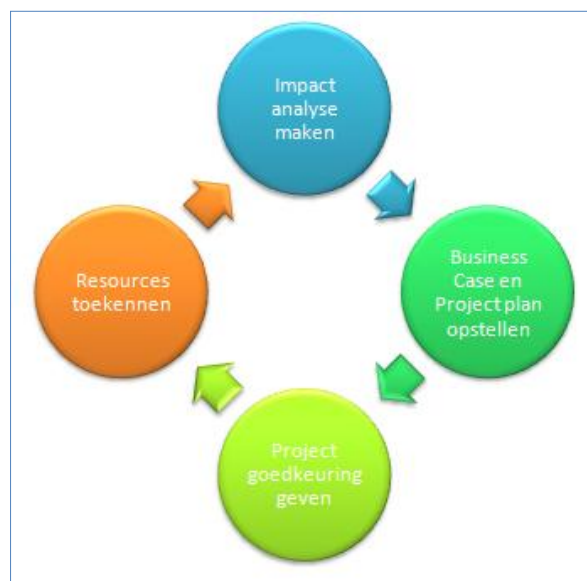 Impact
analyse
maken
Business
Case en
Project plan
opstellen
Project
goedkeuring
geven
Resources
toekennen